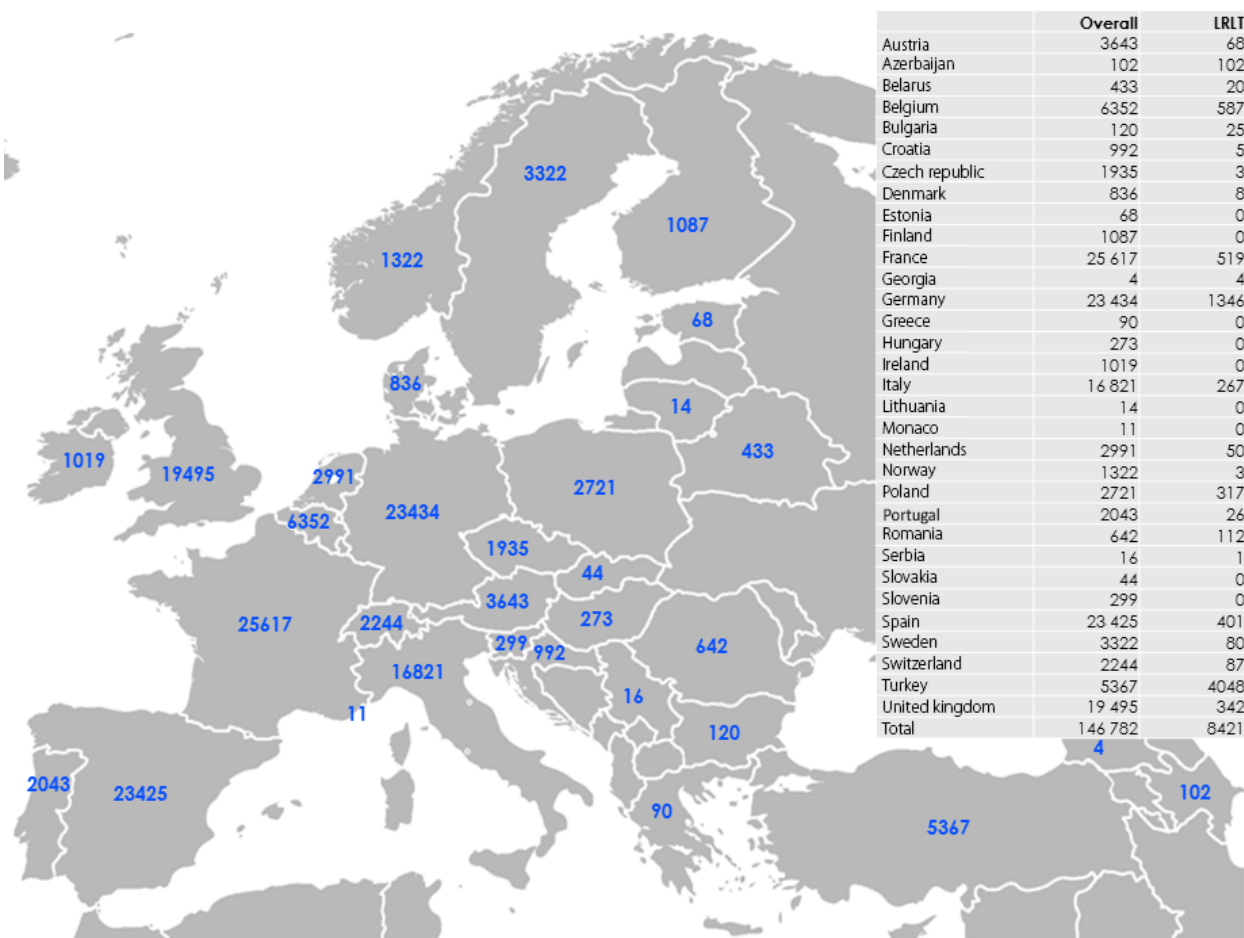 Overall LRLT
Austria 3643 68
Azerbaijan 102 102
Belarus 433 20
Belgium 6352 587
Bulgaria 120 25
Croatia 992 5
Czech republic 1935 3
Denmark 836 8
Estonia 68 0
Finland 1087 0
France 25 617 519
Georgia 4 4
Germany 23 434 1346
Greece 90 0
Hungary 273 0
Ireland 1019 0
Italy 16 821 267
Lithuania 14 0
Monaco 11 0
Netherlands 2991 50
Norway 1322 3
Poland 2721 317
Portugal 2043 26
Romania 642 112
Serbia 16 1
Slovakia 44 0
Slovenia 299 0
Spain 23 425 401
Sweden 3322 80
Switzerland 2244 87
Turkey 5367 4048
United kingdom 19 495 342
Total 146 782 8421
3322
1087
1322
68
836
14
433
1019
19495
2991
2721
6352
23434
1935
44
3643
273
25617
2244
299
992
642
16821
16
11
120
4
2043
23425
102
90
5367